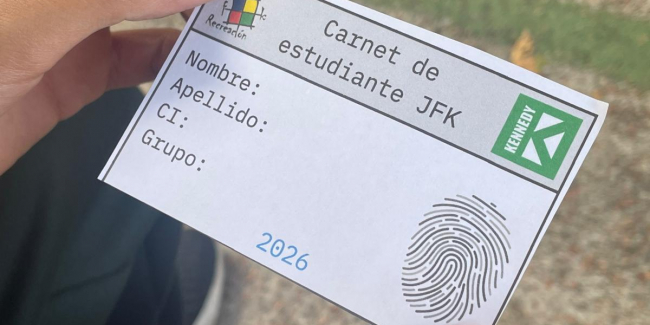 Recreación
Carnet de
estudiante JFK
KENNEDY
Nombre:
Apellido:
CI:
Grupo:
2026